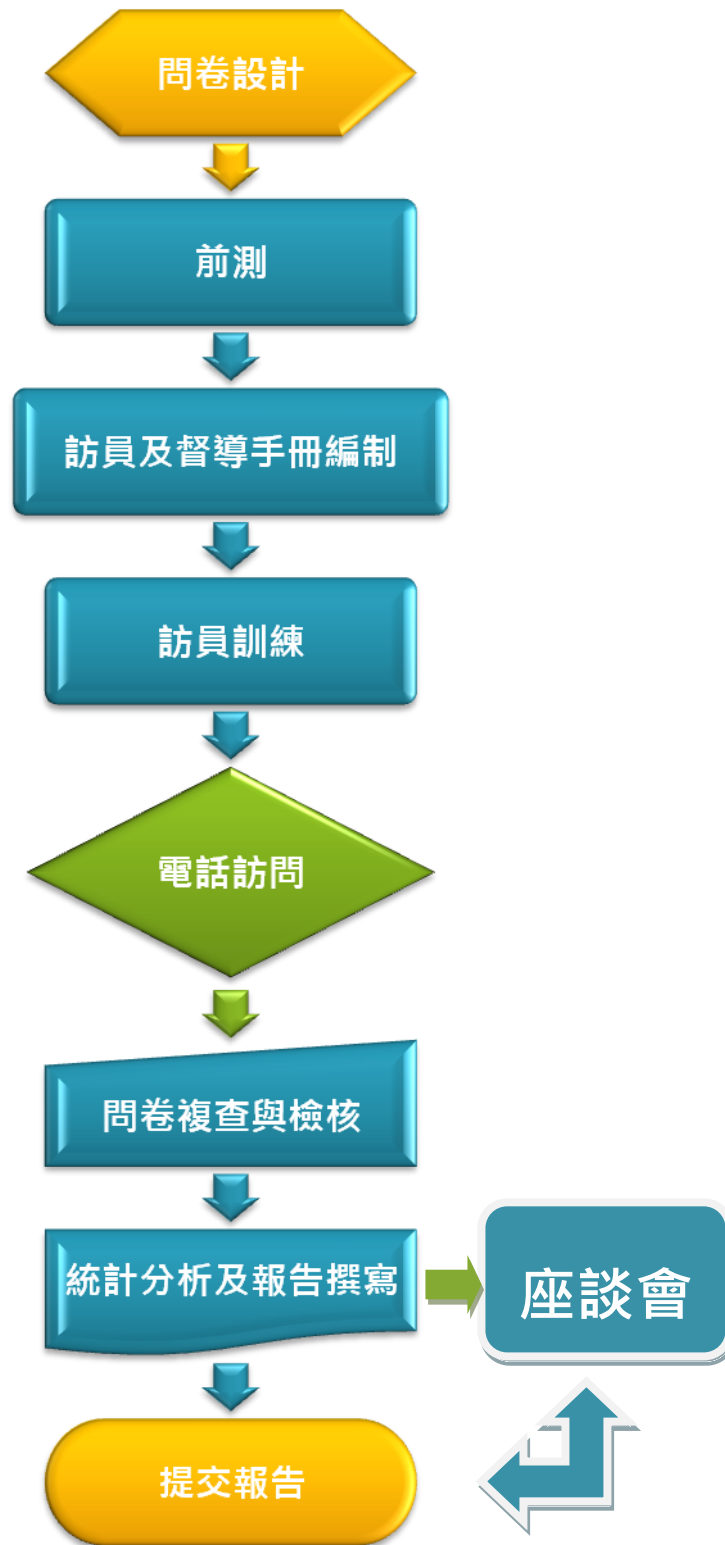 問卷設計
前測
訪員及督導手冊編制
訪員訓練
電話訪問
問卷複查與檢核
統計分析及報告撰寫
座談會
提交報告